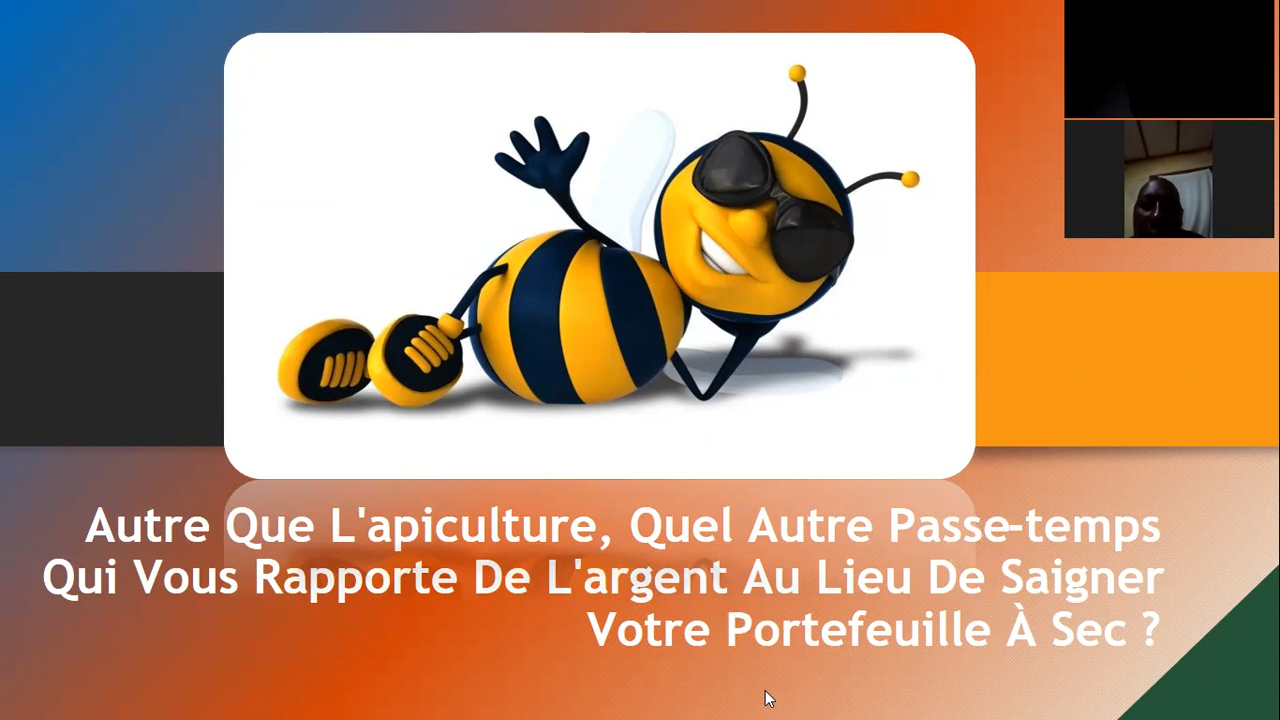 Autre Que L'apiculture, Quel Autre Passe-temps
Qui Vous Rapporte De L'argent Au Lieu De Saigner
Votre Portefeuille À Sec ?